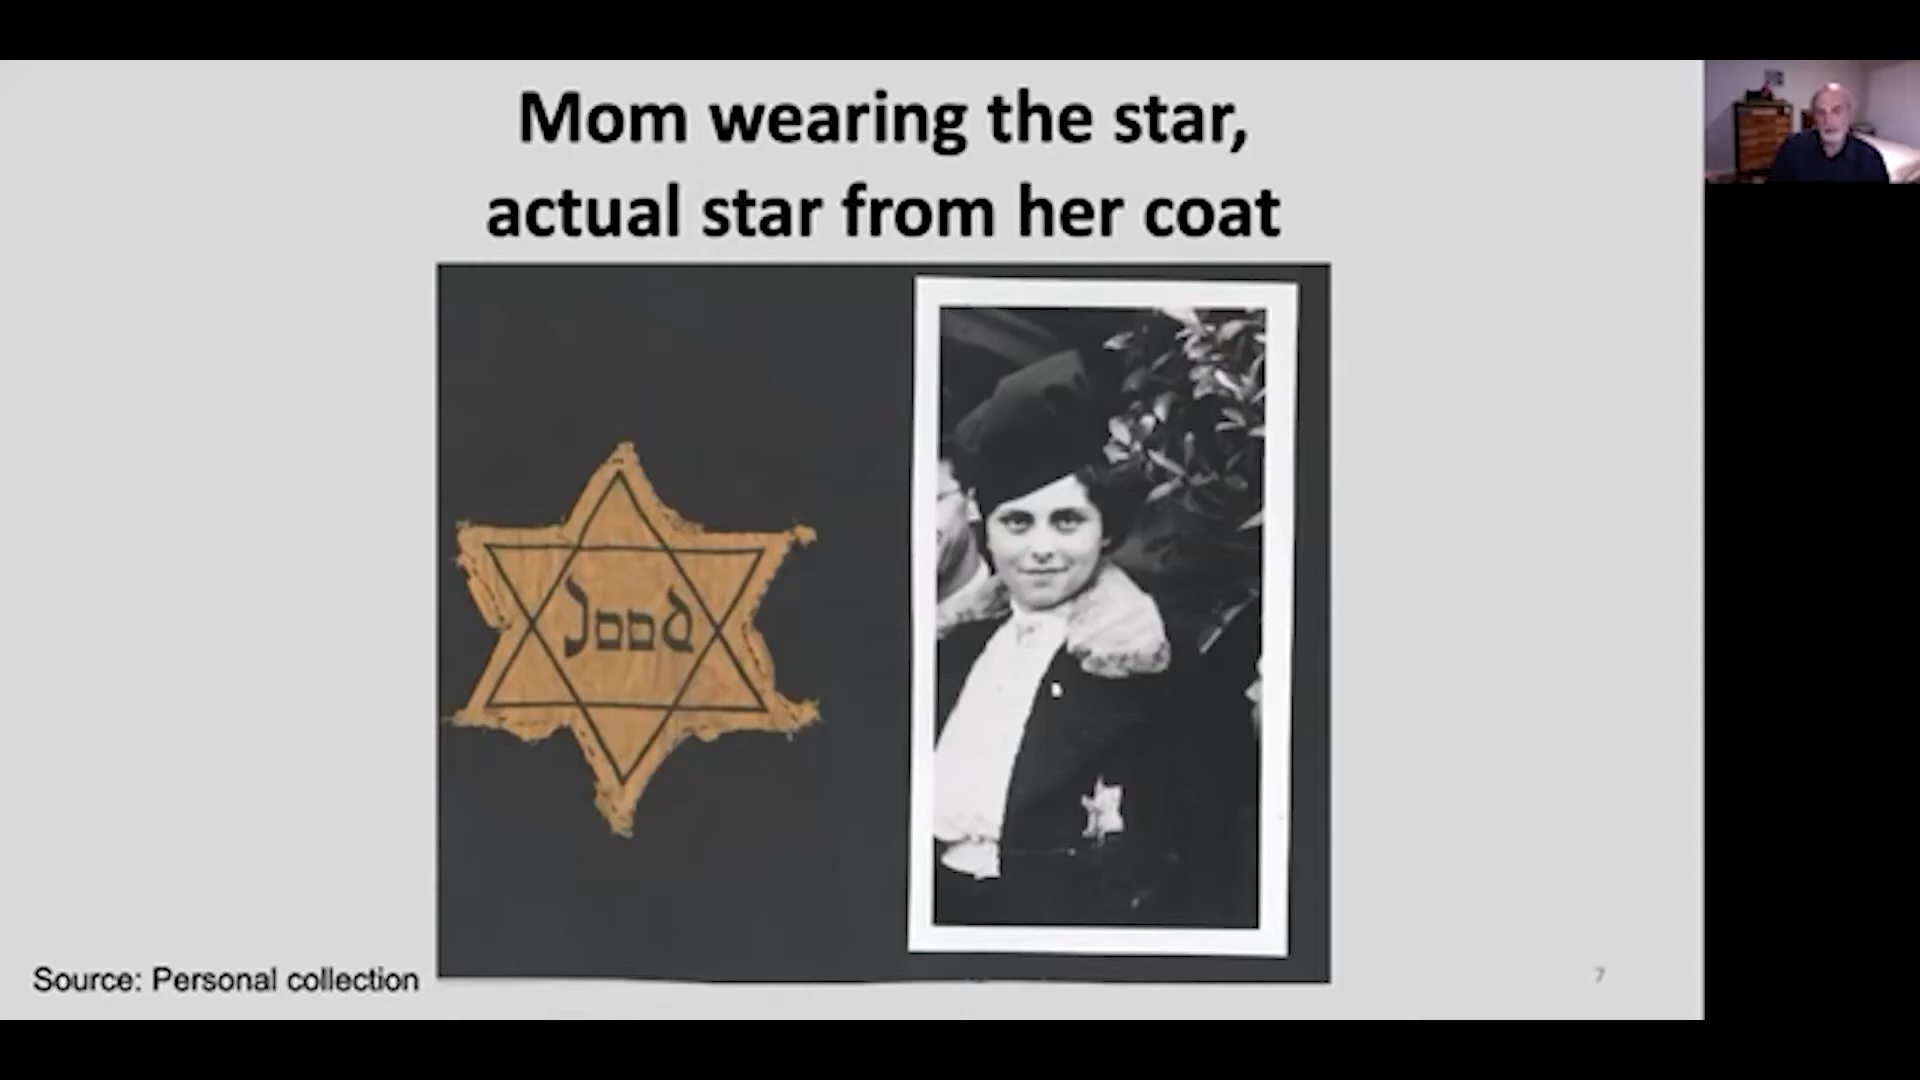 Mom wearing the star,
actual star from her coat
Jood
Source: Personal collection
7